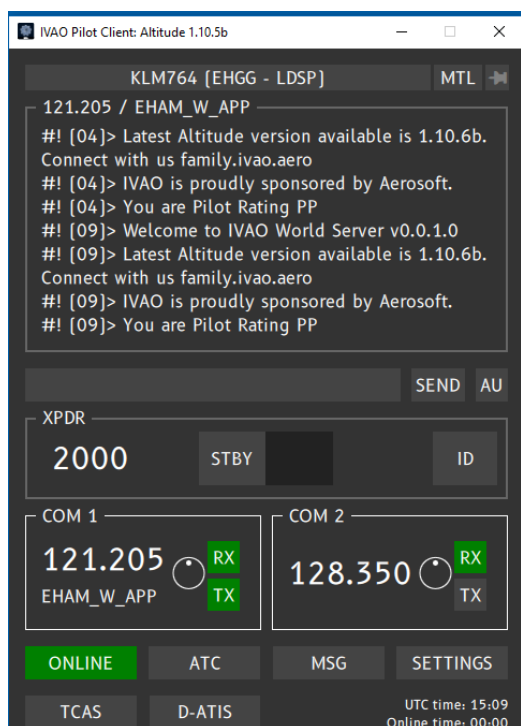 IVAO Pilot Client: Altitude 1.10.5b
KLM764 (EHGG - LDSP)
MTL
121.205 / EHAM_W_APP
#! [04]> Latest Altitude version available is 1.10.6b.
Connect with us family.ivao.aero
#! [04]> IVAO is proudly sponsored by Aerosoft.
#! [04]> You are Pilot Rating PP
#! [09]> Welcome to IVAO World Server v0.0.1.0
#! [09]> Latest Altitude version available is 1.10.6b.
Connect with us family.ivao.aero
#! [09]> IVAO is proudly sponsored by Aerosoft.
#! [09]> You are Pilot Rating PP
SEND AU
XPDR
2000 STBY ID
COM 1
121.205 RX
EHAM_W_APP TX
COM 2
128.350 RX
TX
ONLINE ATC MSG SETTINGS
TCAS D-ATIS UTC time: 15:09
Online time: 00:00